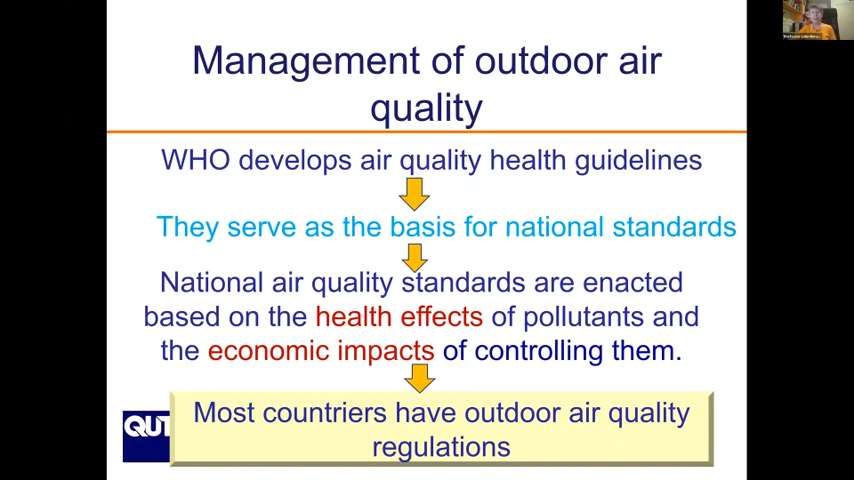 Management of outdoor air
quality
WHO develops air quality health guidelines
They serve as the basis for national standards
National air quality standards are enacted
based on the health effects of pollutants and
the economic impacts of controlling them.
QUT
Most countriers have outdoor air quality
regulations